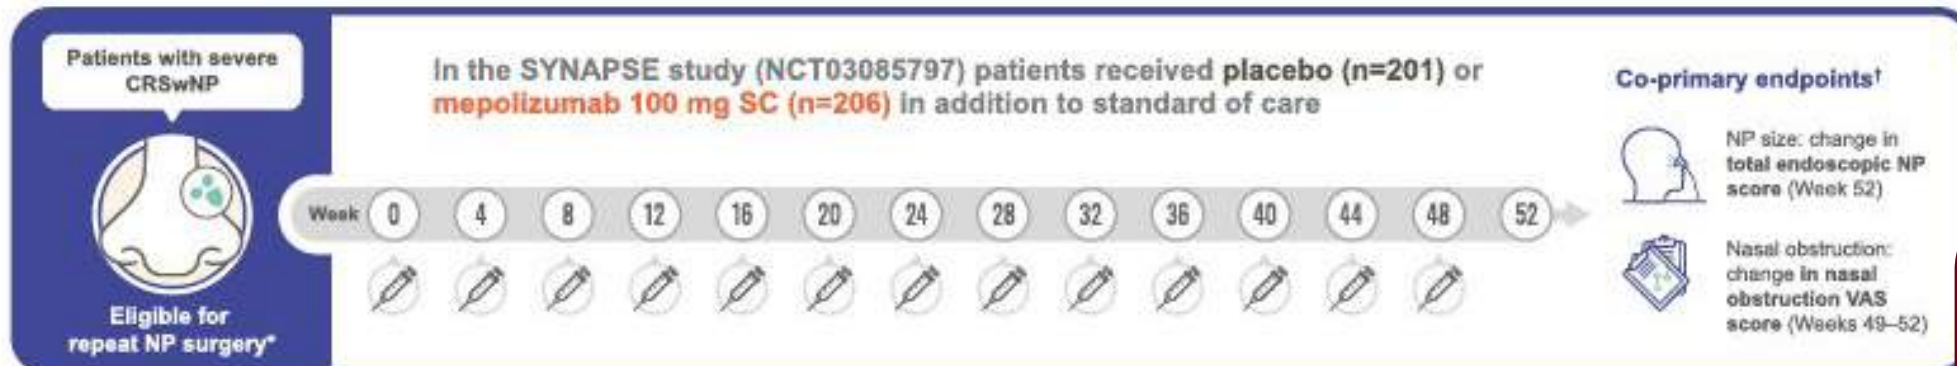 Patients with severe
CRSwNP
Eligible for
repeat NP surgery*
In the SYNAPSE study (NCT03085797) patients received placebo (n=201) or
mepolizumab 100 mg SC (n=206) in addition to standard of care
Week 0 4 8 12 16 20 24 28 32 36 40 44 48 52
Co-primary endpoints†
NP size: change in
total endoscopic NP
score (Week 52)
Nasal obstruction:
change in nasal
obstruction VAS
score (Weeks 49–52)